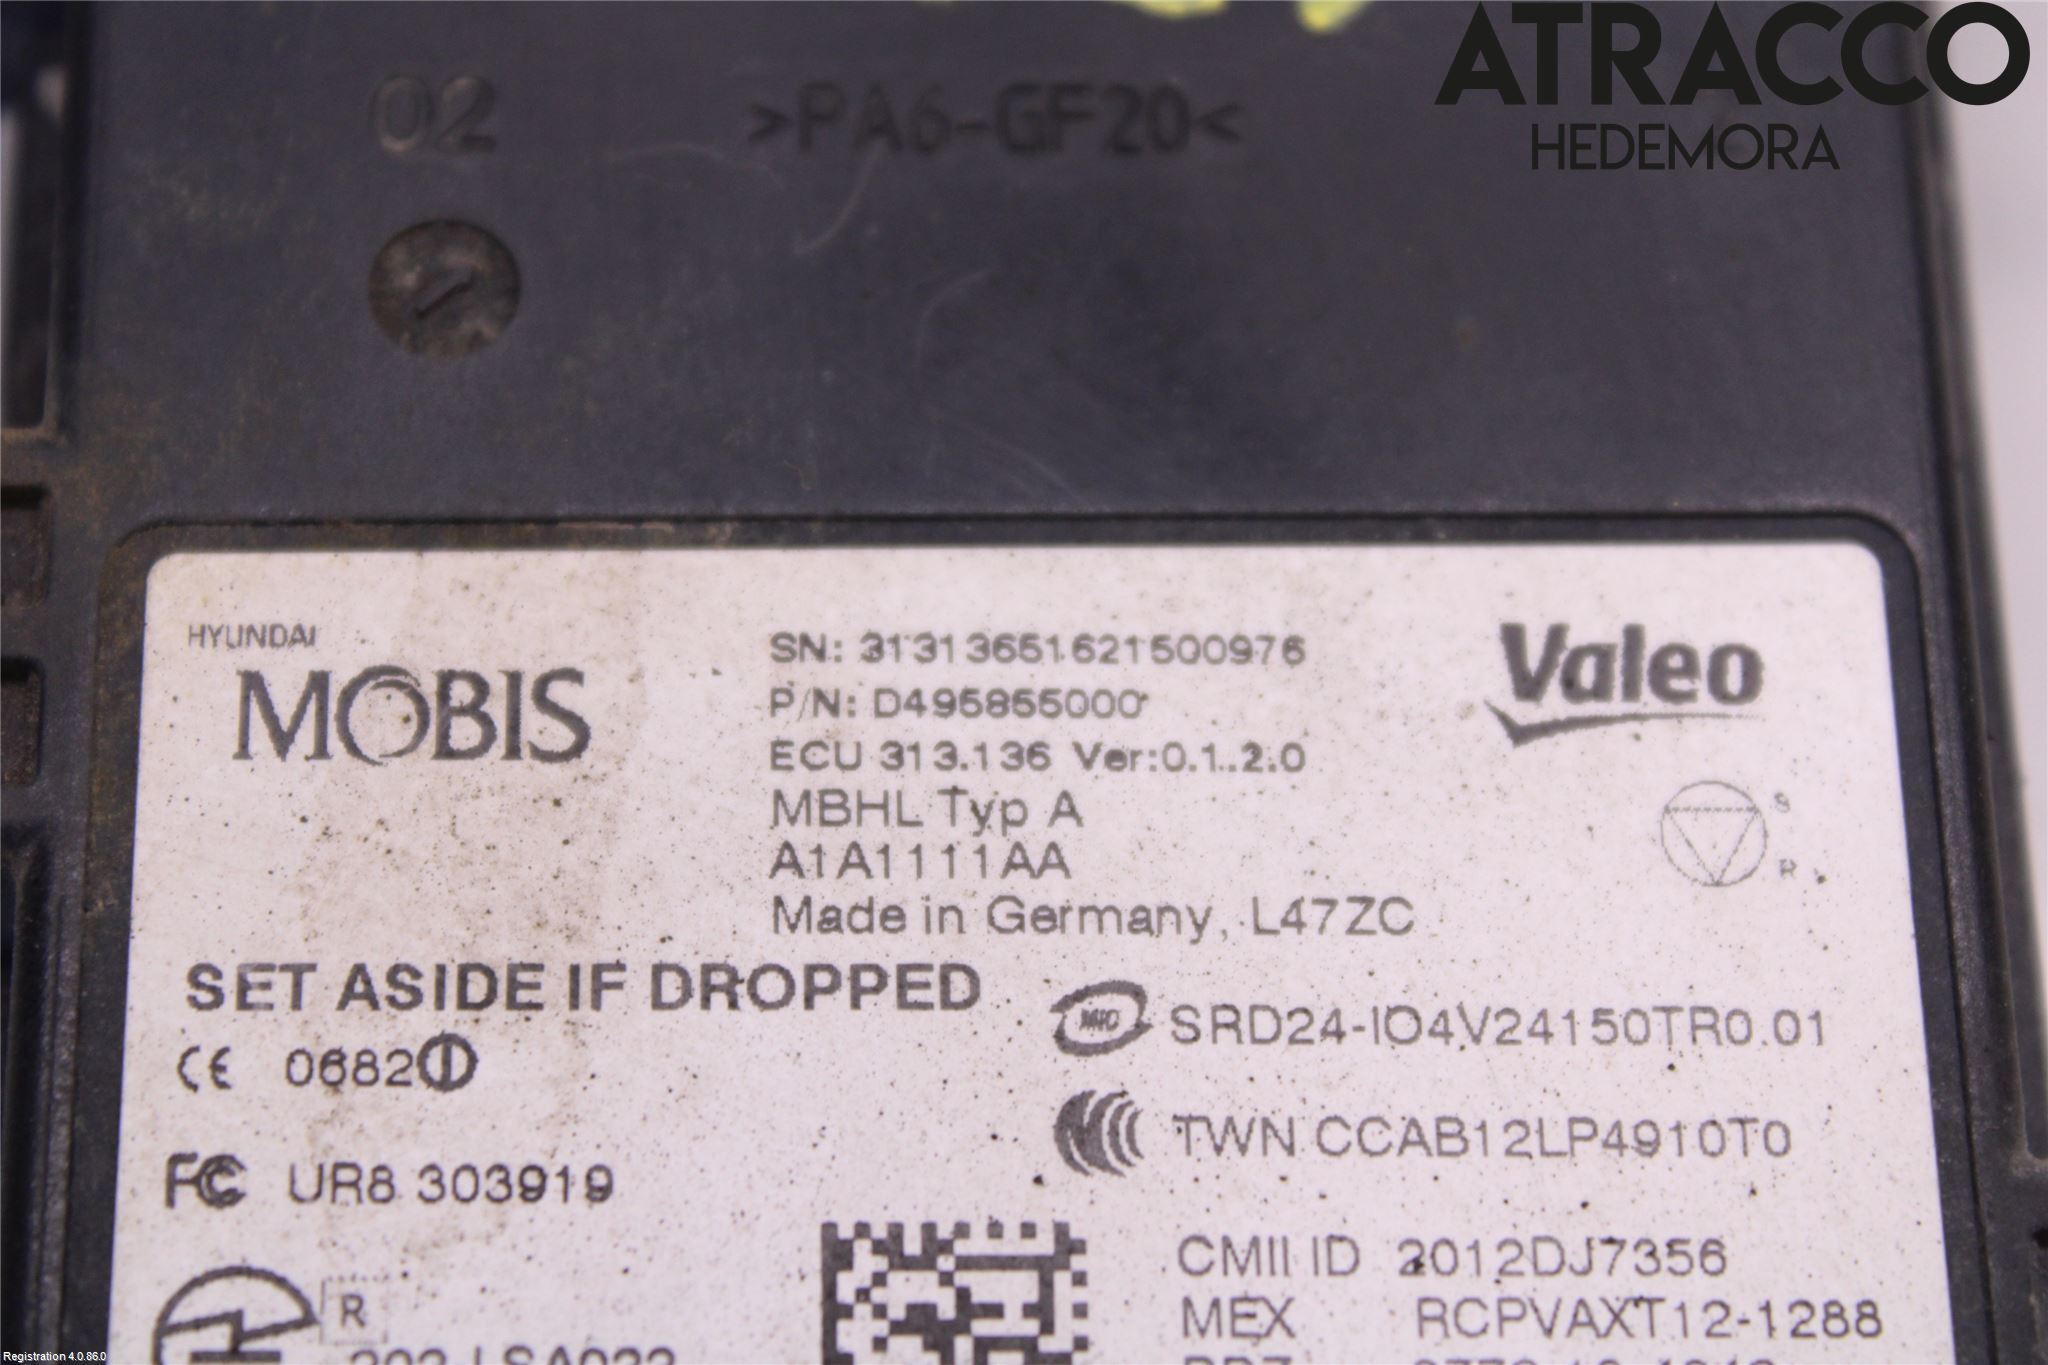 ATRACCO
HEDEMORA
02
>PA6-GF20<
HYUNDAI
MOBIS
SN: 31313651621500976
P/N: D495855000
ECU 313.136 Ver:0.1.2.0
MBHL Typ A
A1A1111AA
Made in Germany, L47ZC
Valeo
S
R
SET ASIDE IF DROPPED
CE 0682
MIC SRD24-IO4V24150TR0.01
TWN CCAB12LP4910T0
FC UR8 303919
CMII ID 2012DJ7356
MEX RCPVAXT12-1288
R
Registration 4.0.86.0